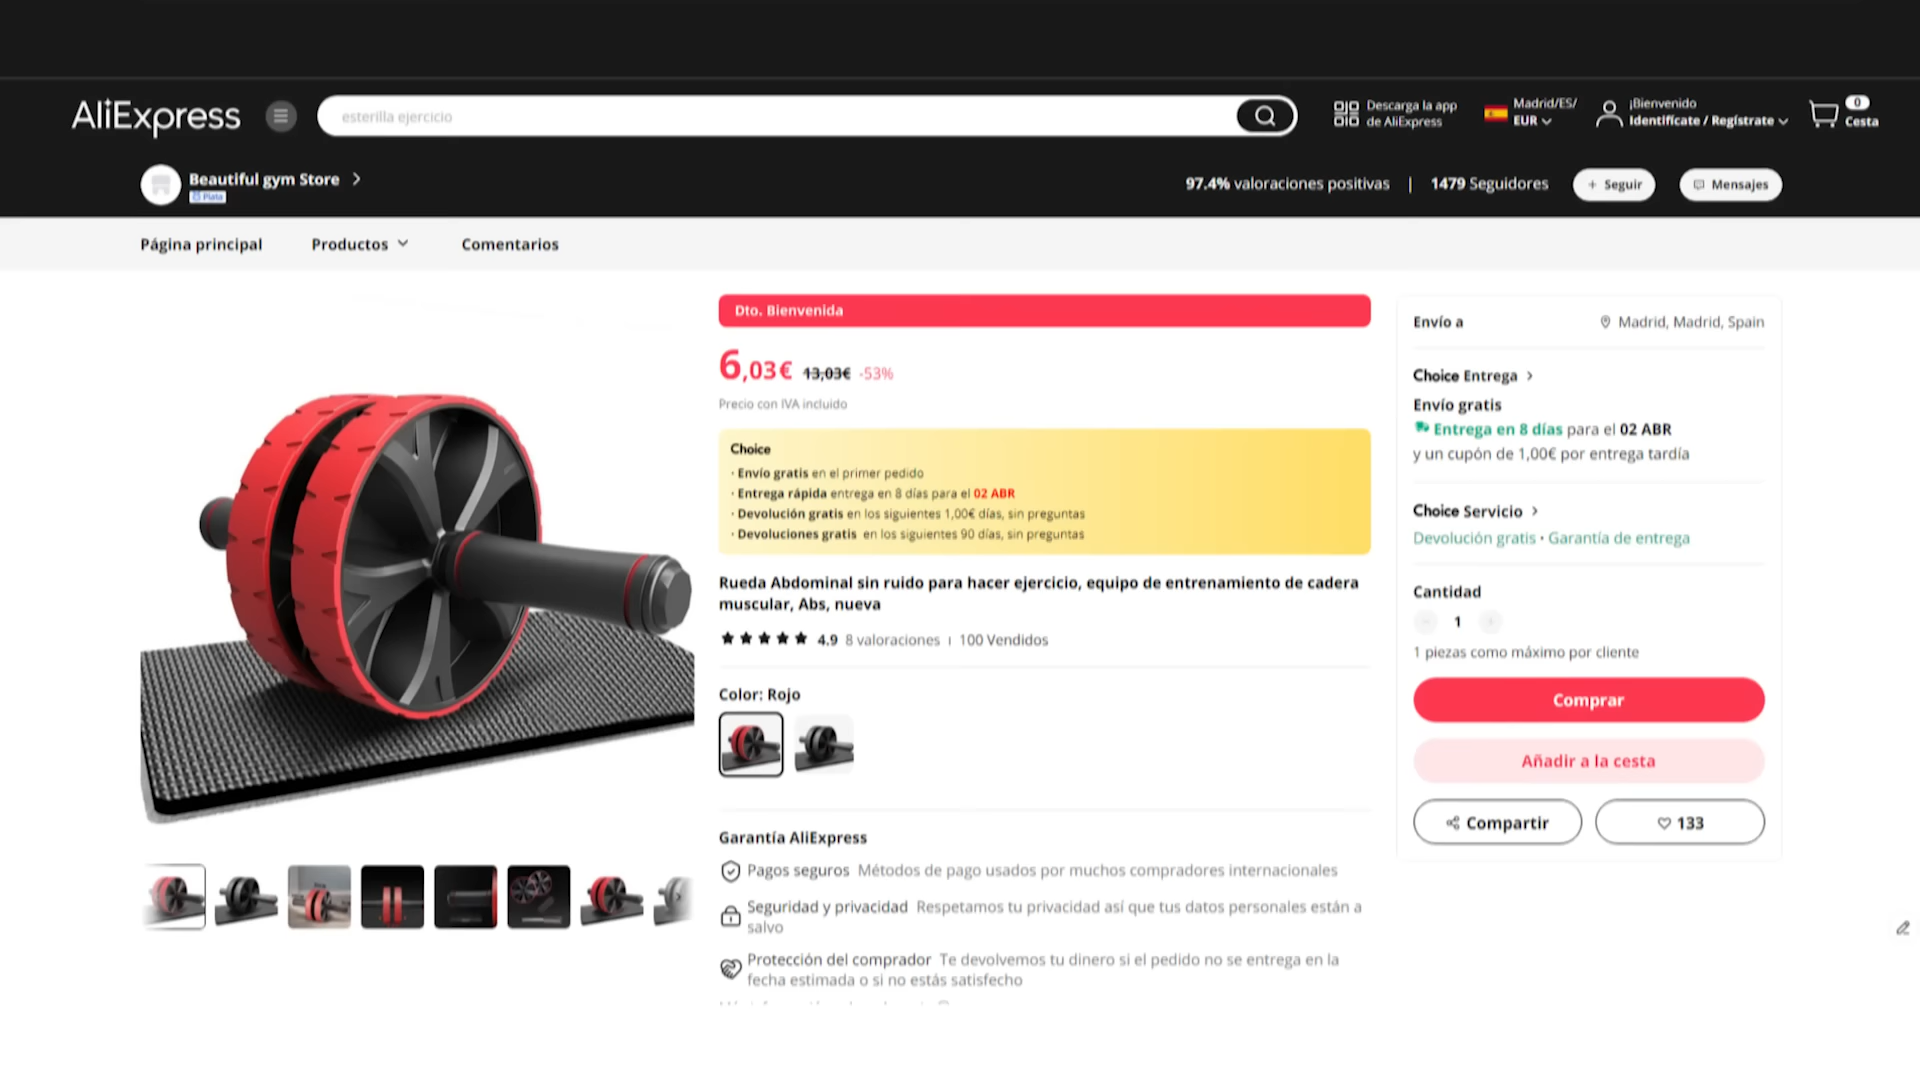 AliExpress
esterilla ejercicio
Descarga la app
de AliExpress
Madrid/ES/
EUR
¡Bienvenido
Identifícate / Regístrate
0
Cesta
Beautiful gym Store
Plata
97.4% valoraciones positivas | 1479 Seguidores
+ Seguir
Mensajes
Página principal
Productos
Comentarios
Dto. Bienvenida
6,03€ 13,03€ -53%
Precio con IVA incluido
Choice
· Envío gratis en el primer pedido
· Entrega rápida entrega en 8 días para el 02 ABR
· Devolución gratis en los siguientes 1,00€ días, sin preguntas
· Devoluciones gratis en los siguientes 90 días, sin preguntas
Rueda Abdominal sin ruido para hacer ejercicio, equipo de entrenamiento de cadera
muscular, Abs, nueva
4.9 8 valoraciones | 100 Vendidos
Color: Rojo
Garantía AliExpress
Pagos seguros Métodos de pago usados por muchos compradores internacionales
Seguridad y privacidad Respetamos tu privacidad así que tus datos personales están a
salvo
Protección del comprador Te devolvemos tu dinero si el pedido no se entrega en la
fecha estimada o si no estás satisfecho
Envío a
Madrid, Madrid, Spain
Choice Entrega
Envío gratis
Entrega en 8 días para el 02 ABR
y un cupón de 1,00€ por entrega tardía
Choice Servicio
Devolución gratis • Garantía de entrega
Cantidad
- 1 +
1 piezas como máximo por cliente
Comprar
Añadir a la cesta
Compartir
133